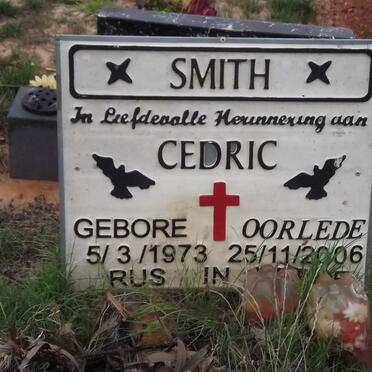 SMITH
In Liefdevolle Herinnering aan
CEDRIC
GEBORE OORLEDE
5/3/1973 25/11/2006
RUS IN